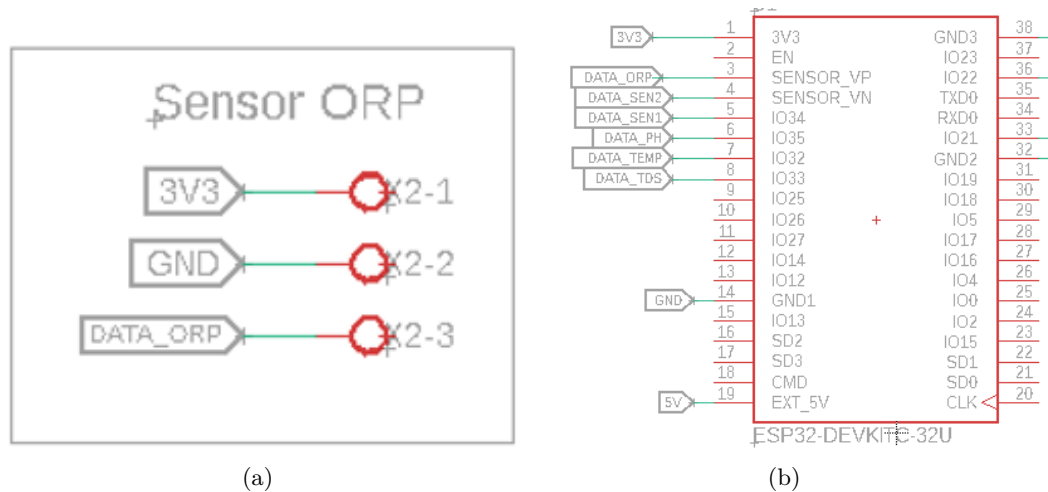 Sensor ORP
3V3 X2-1
GND X2-2
DATA_ORP X2-3
(a)
3V3 1 3V3 GND3 38
2 EN IO23 37
DATA_ORP 3 SENSOR_VP IO22 36
DATA_SEN2 4 SENSOR_VN TXD0 35
DATA_SEN1 5 IO34 RXD0 34
DATA_PH 6 IO35 IO21 33
DATA_TEMP 7 IO32 GND2 32
DATA_TDS 8 IO33 IO19 31
9 IO25 IO18 30
10 IO26 IO5 29
11 IO27 IO17 28
12 IO14 IO16 27
13 IO12 IO4 26
GND 14 GND1 IO0 25
15 IO13 IO2 24
16 SD2 IO15 23
17 SD3 SD1 22
18 CMD SD0 21
5V 19 EXT_5V CLK 20
ESP32-DEVKITC-32U
(b)